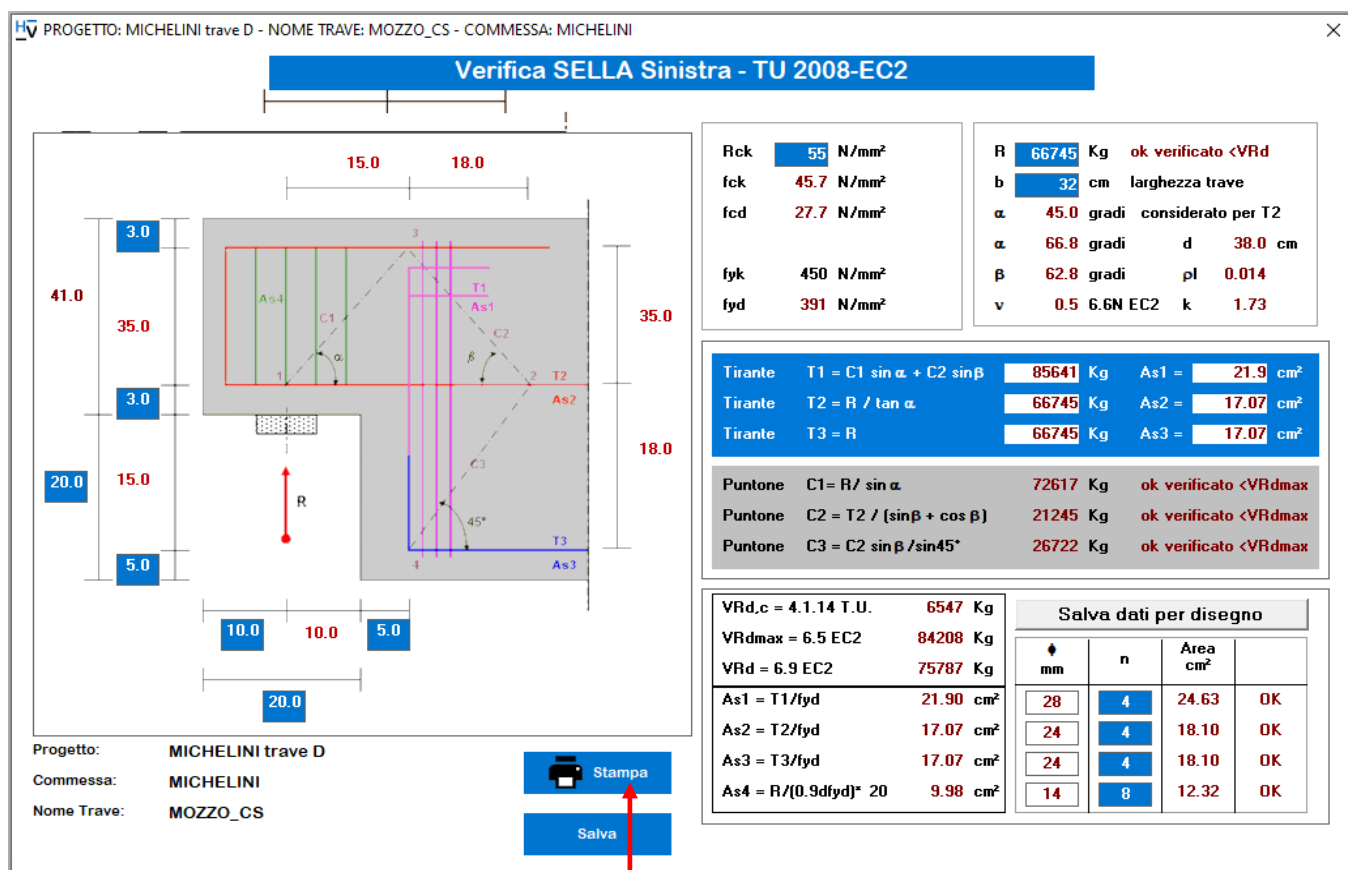 PROGETTO: MICHELINI trave D - NOME TRAVE: MOZZO_CS - COMMESSA: MICHELINI
Verifica SELLA Sinistra - TU 2008-EC2
15.0 18.0
3.0
3
41.0
35.0
As4
C1
α
T1
As1
C2
β
35.0
1
2
T2
As2
3.0
20.0
15.0
R
C3
18.0
45°
T3
As3
4
5.0
10.0 10.0 5.0
20.0
Rck 55 N/mm²
fck 45.7 N/mm²
fcd 27.7 N/mm²
fyk 450 N/mm²
fyd 391 N/mm²
R 66745 Kg ok verificato <VRd
b 32 cm larghezza trave
α 45.0 gradi considerato per T2
α 66.8 gradi d 38.0 cm
β 62.8 gradi ρl 0.014
ν 0.5 6.6N EC2 k 1.73
Tirante T1 = C1 sin α + C2 sinβ 85641 Kg As1 = 21.9 cm²
Tirante T2 = R / tan α 66745 Kg As2 = 17.07 cm²
Tirante T3 = R 66745 Kg As3 = 17.07 cm²
Puntone C1= R/ sin α 72617 Kg ok verificato <VRdmax
Puntone C2 = T2 / (sinβ + cos β) 21245 Kg ok verificato <VRdmax
Puntone C3 = C2 sin β /sin45° 26722 Kg ok verificato <VRdmax
VRd,c = 4.1.14 T.U. 6547 Kg
VRdmax = 6.5 EC2 84208 Kg
VRd = 6.9 EC2 75787 Kg
As1 = T1/fyd 21.90 cm²
As2 = T2/fyd 17.07 cm²
As3 = T3/fyd 17.07 cm²
As4 = R/(0.9dfyd)* 20 9.98 cm²
Salva dati per disegno
ϕ mm n Area cm²
28 4 24.63 OK
24 4 18.10 OK
24 4 18.10 OK
14 8 12.32 OK
Progetto: MICHELINI trave D
Commessa: MICHELINI
Nome Trave: MOZZO_CS
Stampa
Salva